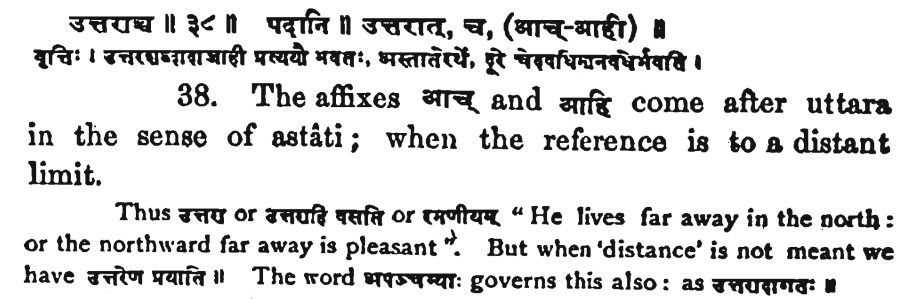 उत्तराच्च ॥ ३८ ॥ पदानि ॥ उत्तरात्, च, (आच्-आही) ॥
वृत्तिः । उत्तरशब्दादाजाही प्रत्ययौ भवतः, अस्तातेरर्थे, दूरे चेदवधिमानवधेर्भवति ।
38. The affixes आच् and आहि come after uttara
in the sense of astâti; when the reference is to a distant
limit.
Thus उत्तरा or उत्तराहि वसति or रमणीयम् “He lives far away in the north:
or the northward far away is pleasant”. But when ‘distance’ is not meant we
have उत्तरेण प्रयाति ॥ The word अपञ्चम्याः governs this also: as उत्तरादागतः ॥